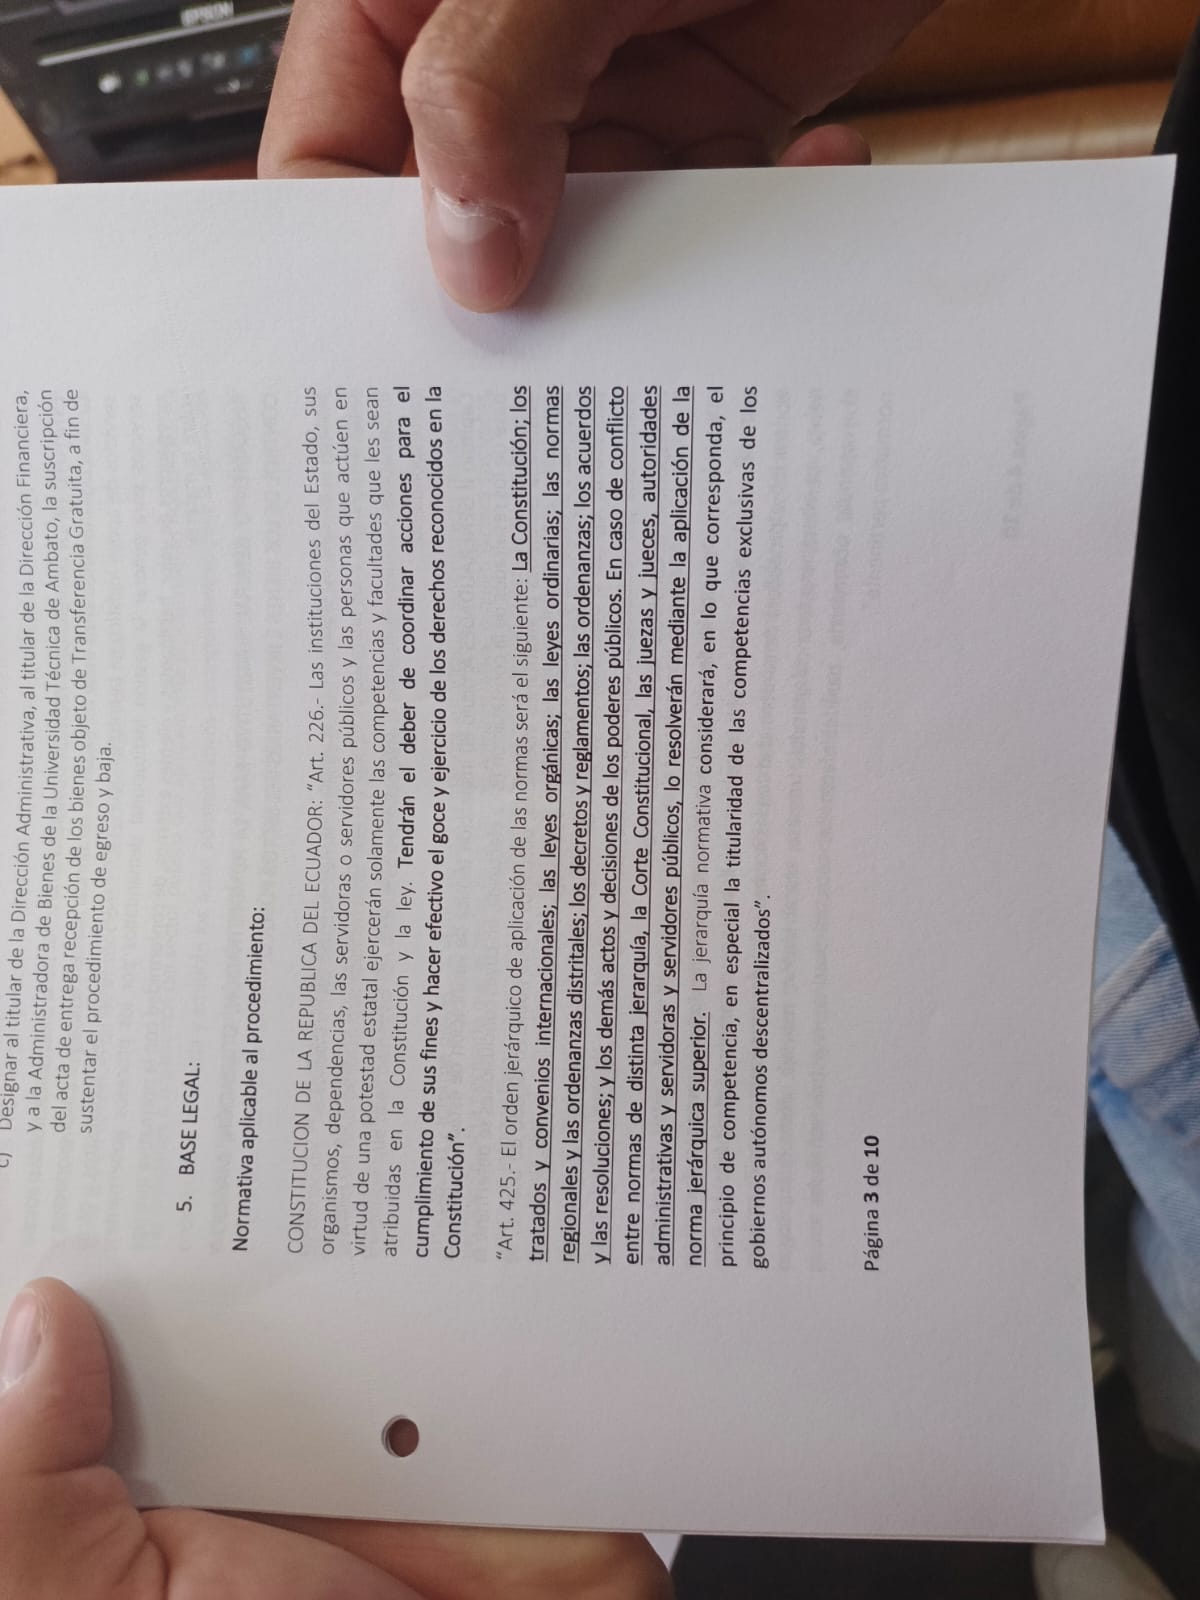 c) Designar al titular de la Dirección Administrativa, al titular de la Dirección Financiera,
y a la Administradora de Bienes de la Universidad Técnica de Ambato, la suscripción
del acta de entrega recepción de los bienes objeto de Transferencia Gratuita, a fin de
sustentar el procedimiento de egreso y baja.
5. BASE LEGAL:
Normativa aplicable al procedimiento:
CONSTITUCION DE LA REPUBLICA DEL ECUADOR: “Art. 226.- Las instituciones del Estado, sus
organismos, dependencias, las servidoras o servidores públicos y las personas que actúen en
virtud de una potestad estatal ejercerán solamente las competencias y facultades que les sean
atribuidas en la Constitución y la ley. Tendrán el deber de coordinar acciones para el
cumplimiento de sus fines y hacer efectivo el goce y ejercicio de los derechos reconocidos en la
Constitución”.
“Art. 425.- El orden jerárquico de aplicación de las normas será el siguiente: La Constitución; los
tratados y convenios internacionales; las leyes orgánicas; las leyes ordinarias; las normas
regionales y las ordenanzas distritales; los decretos y reglamentos; las ordenanzas; los acuerdos
y las resoluciones; y los demás actos y decisiones de los poderes públicos. En caso de conflicto
entre normas de distinta jerarquía, la Corte Constitucional, las juezas y jueces, autoridades
administrativas y servidoras y servidores públicos, lo resolverán mediante la aplicación de la
norma jerárquica superior. La jerarquía normativa considerará, en lo que corresponda, el
principio de competencia, en especial la titularidad de las competencias exclusivas de los
gobiernos autónomos descentralizados”.
Página 3 de 10